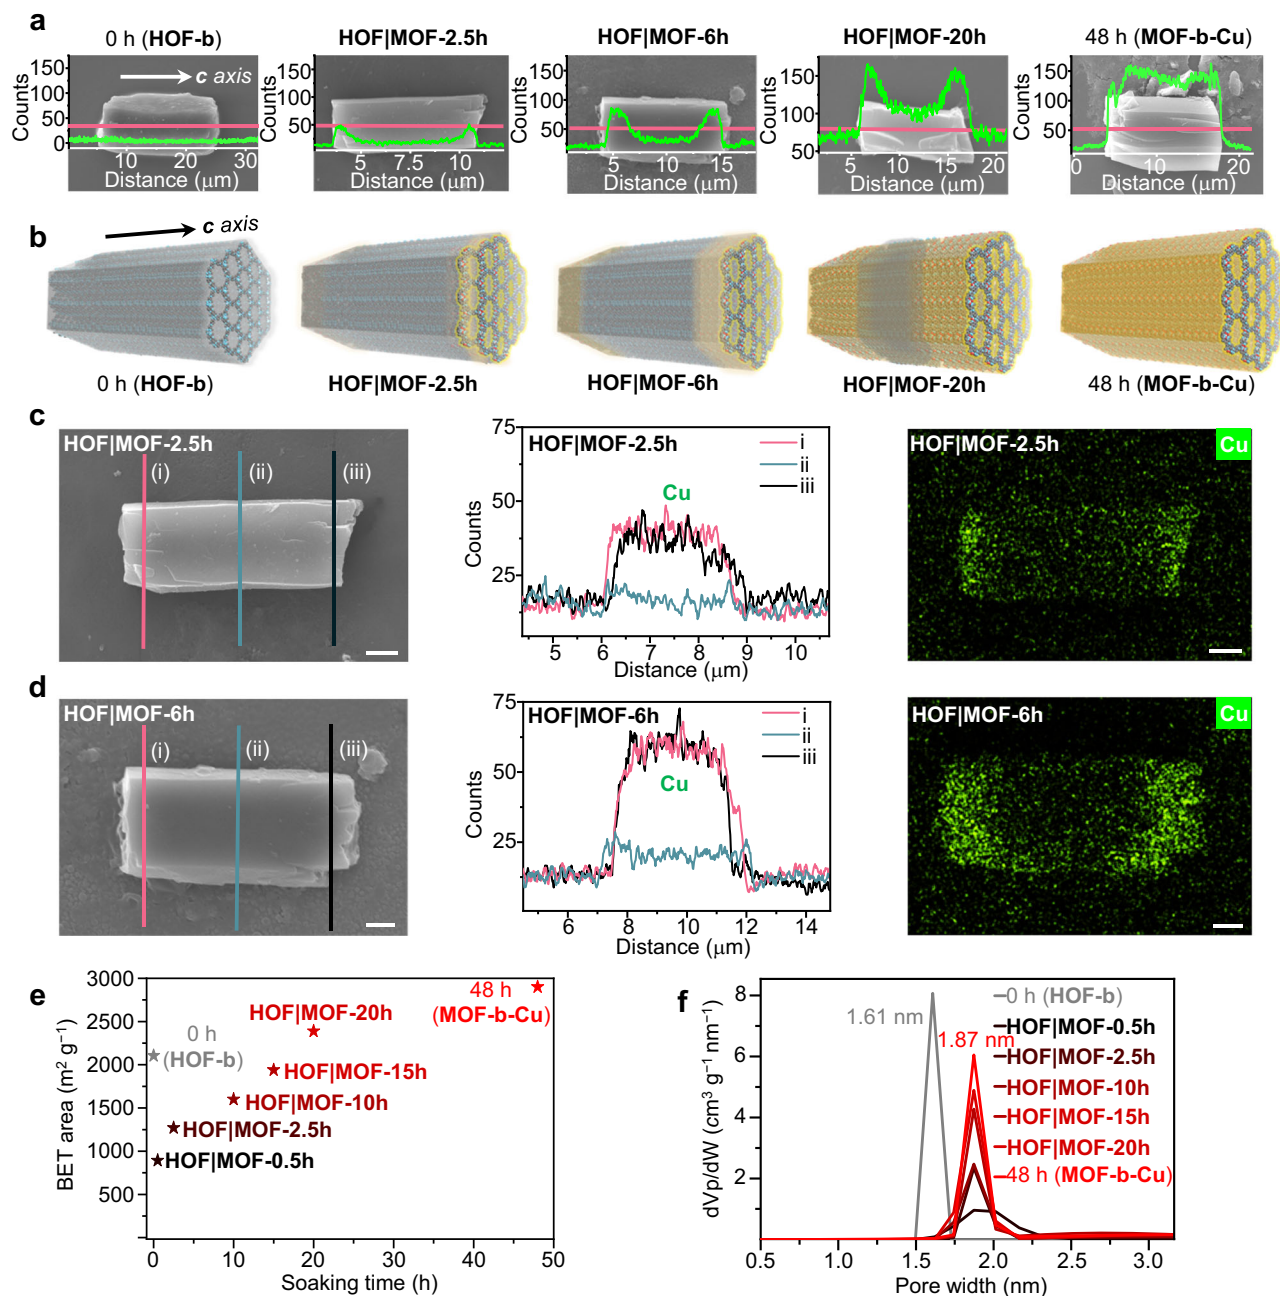 a
0 h (HOF-b)
HOF|MOF-2.5h
HOF|MOF-6h
HOF|MOF-20h
48 h (MOF-b-Cu)
Counts
150
100
50
0
c axis
10 20 30
Distance (μm)
Counts
150
100
50
5 7.5 10
Distance (μm)
Counts
150
100
50
5 10 15
Distance (μm)
Counts
150
100
50
10 15 20
Distance (μm)
Counts
150
100
50
0 10 20
Distance (μm)
b
c axis
0 h (HOF-b)
HOF|MOF-2.5h
HOF|MOF-6h
HOF|MOF-20h
48 h (MOF-b-Cu)
c
HOF|MOF-2.5h
(i) (ii) (iii)
75
50
25
Counts
HOF|MOF-2.5h
i
ii
iii
Cu
5 6 7 8 9 10
Distance (μm)
HOF|MOF-2.5h
Cu
d
HOF|MOF-6h
(i) (ii) (iii)
75
50
25
Counts
HOF|MOF-6h
i
ii
iii
Cu
6 8 10 12 14
Distance (μm)
HOF|MOF-6h
Cu
e
3000
2500
2000
1500
1000
500
0
BET area (m² g⁻¹)
0 h
(HOF-b)
HOF|MOF-20h
48 h
(MOF-b-Cu)
HOF|MOF-15h
HOF|MOF-10h
HOF|MOF-2.5h
HOF|MOF-0.5h
0 10 20 30 40 50
Soaking time (h)
f
8
6
4
2
dVp/dW (cm³ g⁻¹ nm⁻¹)
1.61 nm
1.87 nm
0 h (HOF-b)
HOF|MOF-0.5h
HOF|MOF-2.5h
HOF|MOF-10h
HOF|MOF-15h
HOF|MOF-20h
48 h (MOF-b-Cu)
0.5 1.0 1.5 2.0 2.5 3.0
Pore width (nm)